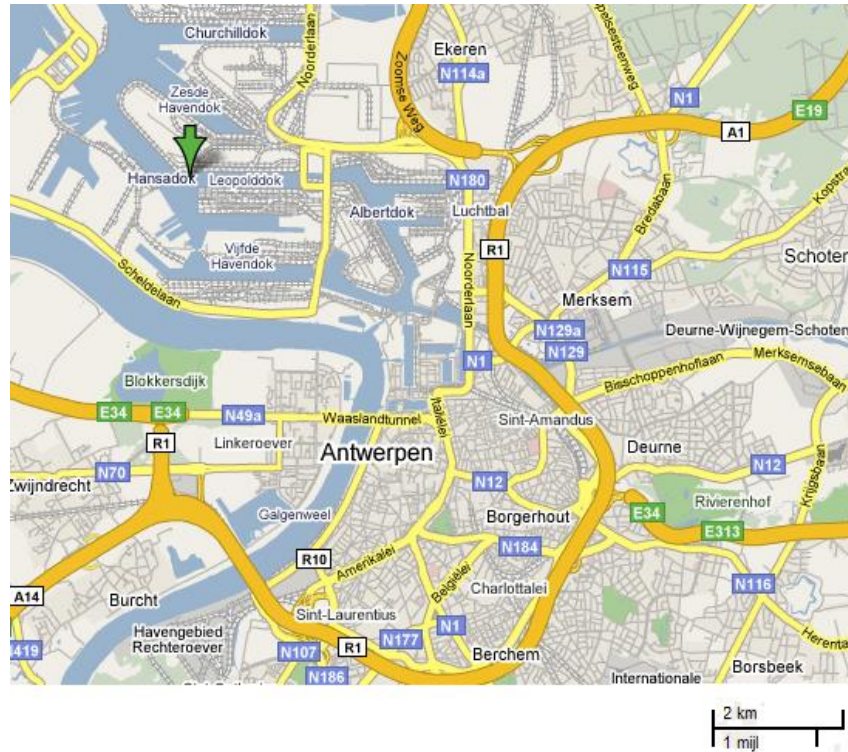 Churchilldok
Noorderlaan
Zoomse Weg
Ekeren
N114a
N1
E19
Zesde
Havendok
A1
Hansadok
Leopolddok
Albertdok
N180
Luchtbal
Bredabaan
Vijfde
Havendok
R1
N115
Schoten
Scheldelaan
Noorderlaan
Merksem
N129a
N129
Deurne-Wijnegem-Schoten
N1
Merksemsebaan
Bisschoppenhoflaan
Blokkersdijk
E34
E34
N49a
Waaslandtunnel
Italiëlei
Sint-Amandus
R1
Linkeroever
Antwerpen
Deurne
N12
N70
Zwijndrecht
N12
Krijgsbaan
Galgenweel
Borgerhout
Rivierenhof
E34
E313
R10
Amerikalei
N184
Belgiëlei
Charlottalei
N116
A14
Burcht
Sint-Laurentius
Havengebied
Rechteroever
N419
N107
R1
N177
N1
Berchem
N186
Borsbeek
Internationale
2 km
1 mijl